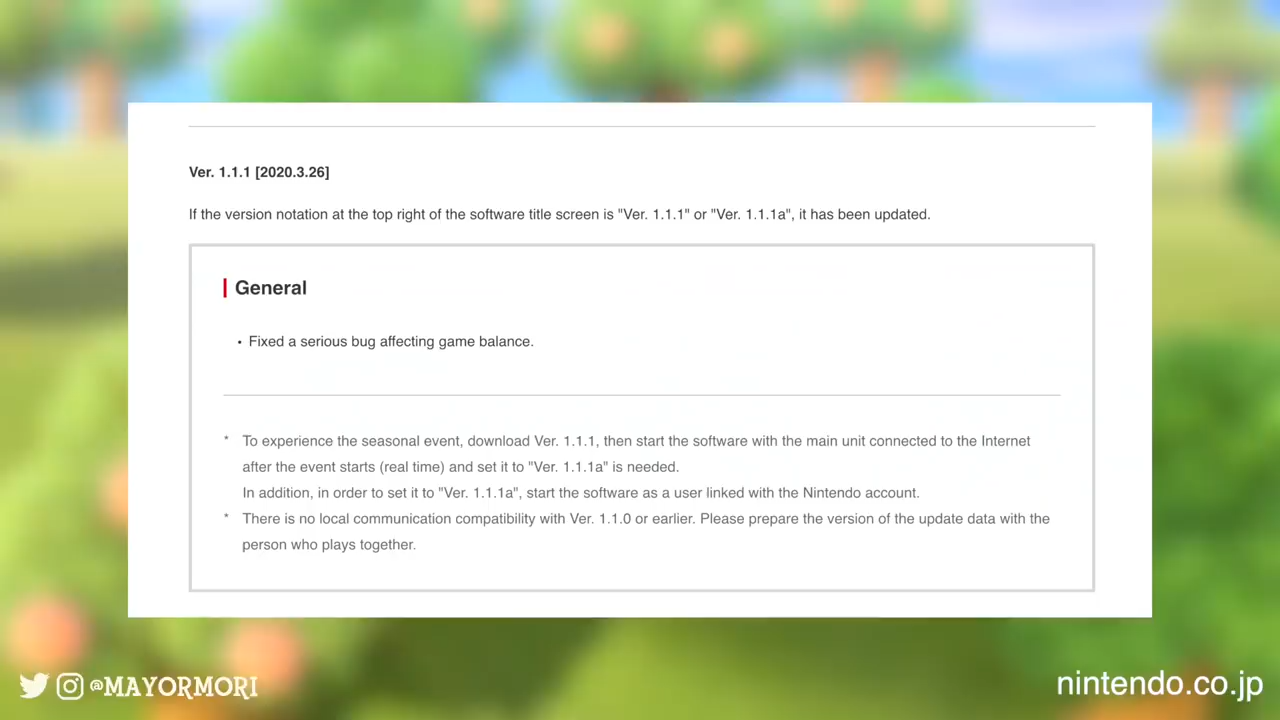 Ver. 1.1.1 [2020.3.26]
If the version notation at the top right of the software title screen is "Ver. 1.1.1" or "Ver. 1.1.1a", it has been updated.
General
• Fixed a serious bug affecting game balance.
* To experience the seasonal event, download Ver. 1.1.1, then start the software with the main unit connected to the Internet
after the event starts (real time) and set it to "Ver. 1.1.1a" is needed.
In addition, in order to set it to "Ver. 1.1.1a", start the software as a user linked with the Nintendo account.
* There is no local communication compatibility with Ver. 1.1.0 or earlier. Please prepare the version of the update data with the
person who plays together.
@MAYORMORI
nintendo.co.jp